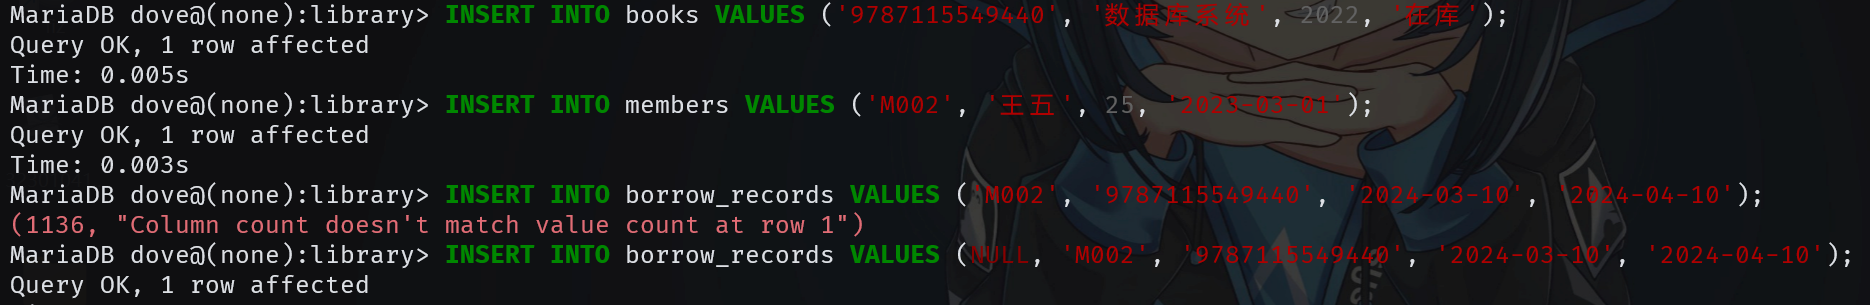 MariaDB dove@(none):library> INSERT INTO books VALUES ('9787115549440', '数据库系统', 2022, '在库');
Query OK, 1 row affected
Time: 0.005s
MariaDB dove@(none):library> INSERT INTO members VALUES ('M002', '王五', 25, '2023-03-01');
Query OK, 1 row affected
Time: 0.003s
MariaDB dove@(none):library> INSERT INTO borrow_records VALUES ('M002', '9787115549440', '2024-03-10', '2024-04-10');
(1136, "Column count doesn't match value count at row 1")
MariaDB dove@(none):library> INSERT INTO borrow_records VALUES (NULL, 'M002', '9787115549440', '2024-03-10', '2024-04-10');
Query OK, 1 row affected